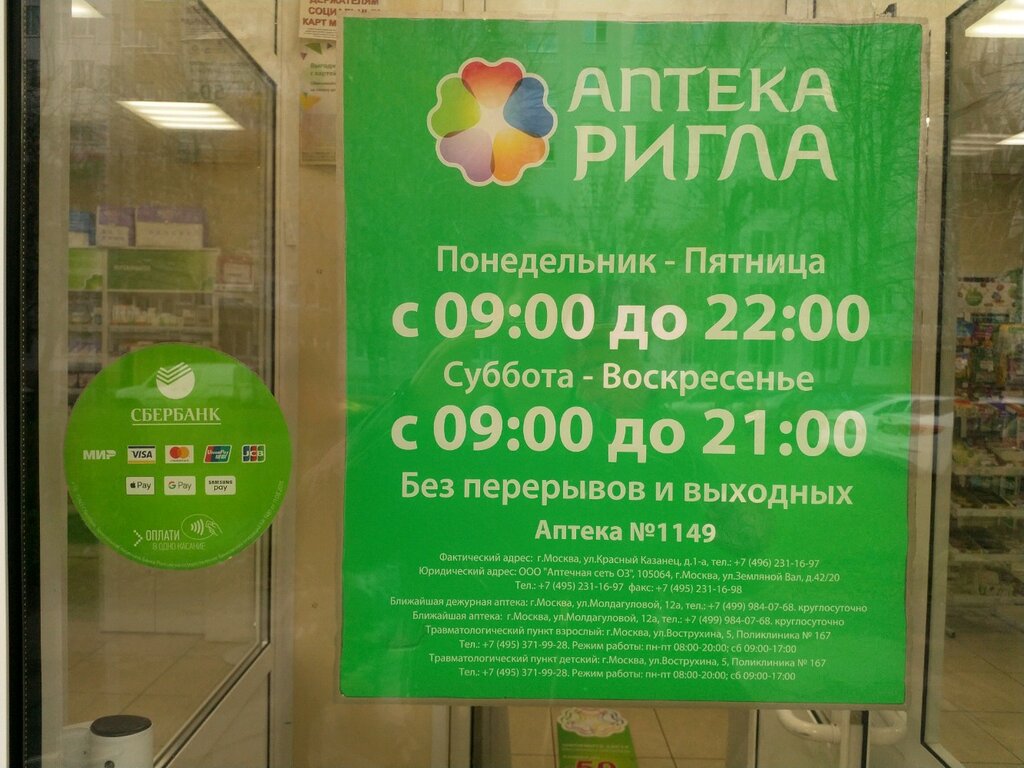 ДЕРЖАТЕЛЯМ
КАРТ М
Выгодно
с картой
АПТЕКА
РИГЛА
Понедельник - Пятница
с 09:00 до 22:00
Суббота - Воскресенье
с 09:00 до 21:00
Без перерывов и выходных
Аптека №1149
Фактический адрес: г.Москва, ул.Красный Казанец, д.1-а, тел.: +7 (496) 231-16-97
Юридический адрес: ООО "Аптечная сеть О3", 105064, г.Москва, ул.Земляной Вал, д.42/20
Тел.: +7 (495) 231-16-97 факс: +7 (495) 231-16-98
Ближайшая дежурная аптека: г.Москва, ул.Молдагуловой, 12а, тел.: +7 (499) 984-07-68. круглосуточно
Ближайшая аптека: г.Москва, ул.Молдагуловой, 12а, тел.: +7 (499) 984-07-68. круглосуточно
Травматологический пункт взрослый: г.Москва, ул.Вострухина, 5, Поликлиника № 167
Тел.: +7 (495) 371-99-28. Режим работы: пн-пт 08:00-20:00; сб 09:00-17:00
Травматологический пункт детский: г.Москва, ул.Вострухина, 5, Поликлиника № 167
Тел.: +7 (495) 371-99-28. Режим работы: пн-пт 08:00-20:00; сб 09:00-17:00
СБЕРБАНК
МИР VISA MasterCard UnionPay JCB
Pay G Pay SAMSUNG pay
ОПЛАТИ
В ОДНО КАСАНИЕ